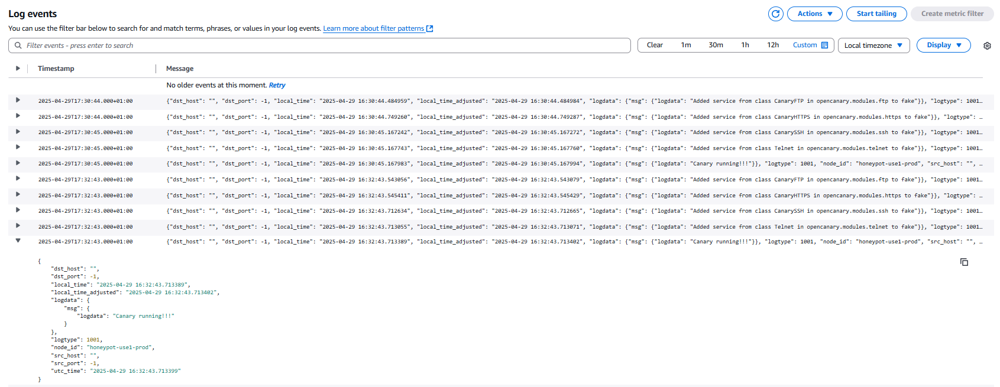 Log events
Actions
Start tailing
Create metric filter
You can use the filter bar below to search for and match terms, phrases, or values in your log events. Learn more about filter patterns
Filter events - press enter to search
Clear 1m 30m 1h 12h Custom
Local timezone
Display
Timestamp Message
No older events at this moment. Retry
2025-04-29T17:30:44.000+01:00 {"dst_host": "", "dst_port": -1, "local_time": "2025-04-29 16:30:44.484959", "local_time_adjusted": "2025-04-29 16:30:44.484984", "logdata": {"msg": {"logdata": "Added service from class CanaryFTP in opencanary.modules.ftp to fake"}}, "logtype": 1001…
2025-04-29T17:30:44.000+01:00 {"dst_host": "", "dst_port": -1, "local_time": "2025-04-29 16:30:44.749260", "local_time_adjusted": "2025-04-29 16:30:44.749287", "logdata": {"msg": {"logdata": "Added service from class CanaryHTTPS in opencanary.modules.https to fake"}}, "logtype": …
2025-04-29T17:30:45.000+01:00 {"dst_host": "", "dst_port": -1, "local_time": "2025-04-29 16:30:45.167242", "local_time_adjusted": "2025-04-29 16:30:45.167272", "logdata": {"msg": {"logdata": "Added service from class CanarySSH in opencanary.modules.ssh to fake"}}, "logtype": 1001…
2025-04-29T17:30:45.000+01:00 {"dst_host": "", "dst_port": -1, "local_time": "2025-04-29 16:30:45.167743", "local_time_adjusted": "2025-04-29 16:30:45.167760", "logdata": {"msg": {"logdata": "Added service from class Telnet in opencanary.modules.telnet to fake"}}, "logtype": 1001…
2025-04-29T17:30:45.000+01:00 {"dst_host": "", "dst_port": -1, "local_time": "2025-04-29 16:30:45.167983", "local_time_adjusted": "2025-04-29 16:30:45.167994", "logdata": {"msg": {"logdata": "Canary running!!!"}}, "logtype": 1001, "node_id": "honeypot-use1-prod", "src_host": "", …
2025-04-29T17:32:43.000+01:00 {"dst_host": "", "dst_port": -1, "local_time": "2025-04-29 16:32:43.543056", "local_time_adjusted": "2025-04-29 16:32:43.543079", "logdata": {"msg": {"logdata": "Added service from class CanaryFTP in opencanary.modules.ftp to fake"}}, "logtype": 1001…
2025-04-29T17:32:43.000+01:00 {"dst_host": "", "dst_port": -1, "local_time": "2025-04-29 16:32:43.545411", "local_time_adjusted": "2025-04-29 16:32:43.545429", "logdata": {"msg": {"logdata": "Added service from class CanaryHTTPS in opencanary.modules.https to fake"}}, "logtype": …
2025-04-29T17:32:43.000+01:00 {"dst_host": "", "dst_port": -1, "local_time": "2025-04-29 16:32:43.712634", "local_time_adjusted": "2025-04-29 16:32:43.712665", "logdata": {"msg": {"logdata": "Added service from class CanarySSH in opencanary.modules.ssh to fake"}}, "logtype": 1001…
2025-04-29T17:32:43.000+01:00 {"dst_host": "", "dst_port": -1, "local_time": "2025-04-29 16:32:43.713055", "local_time_adjusted": "2025-04-29 16:32:43.713071", "logdata": {"msg": {"logdata": "Added service from class Telnet in opencanary.modules.telnet to fake"}}, "logtype": 1001…
2025-04-29T17:32:43.000+01:00 {"dst_host": "", "dst_port": -1, "local_time": "2025-04-29 16:32:43.713389", "local_time_adjusted": "2025-04-29 16:32:43.713402", "logdata": {"msg": {"logdata": "Canary running!!!"}}, "logtype": 1001, "node_id": "honeypot-use1-prod", "src_host": "", …
{
"dst_host": "",
"dst_port": -1,
"local_time": "2025-04-29 16:32:43.713389",
"local_time_adjusted": "2025-04-29 16:32:43.713402",
"logdata": {
"msg": {
"logdata": "Canary running!!!"
}
},
"logtype": 1001,
"node_id": "honeypot-use1-prod",
"src_host": "",
"src_port": -1,
"utc_time": "2025-04-29 16:32:43.713399"
}